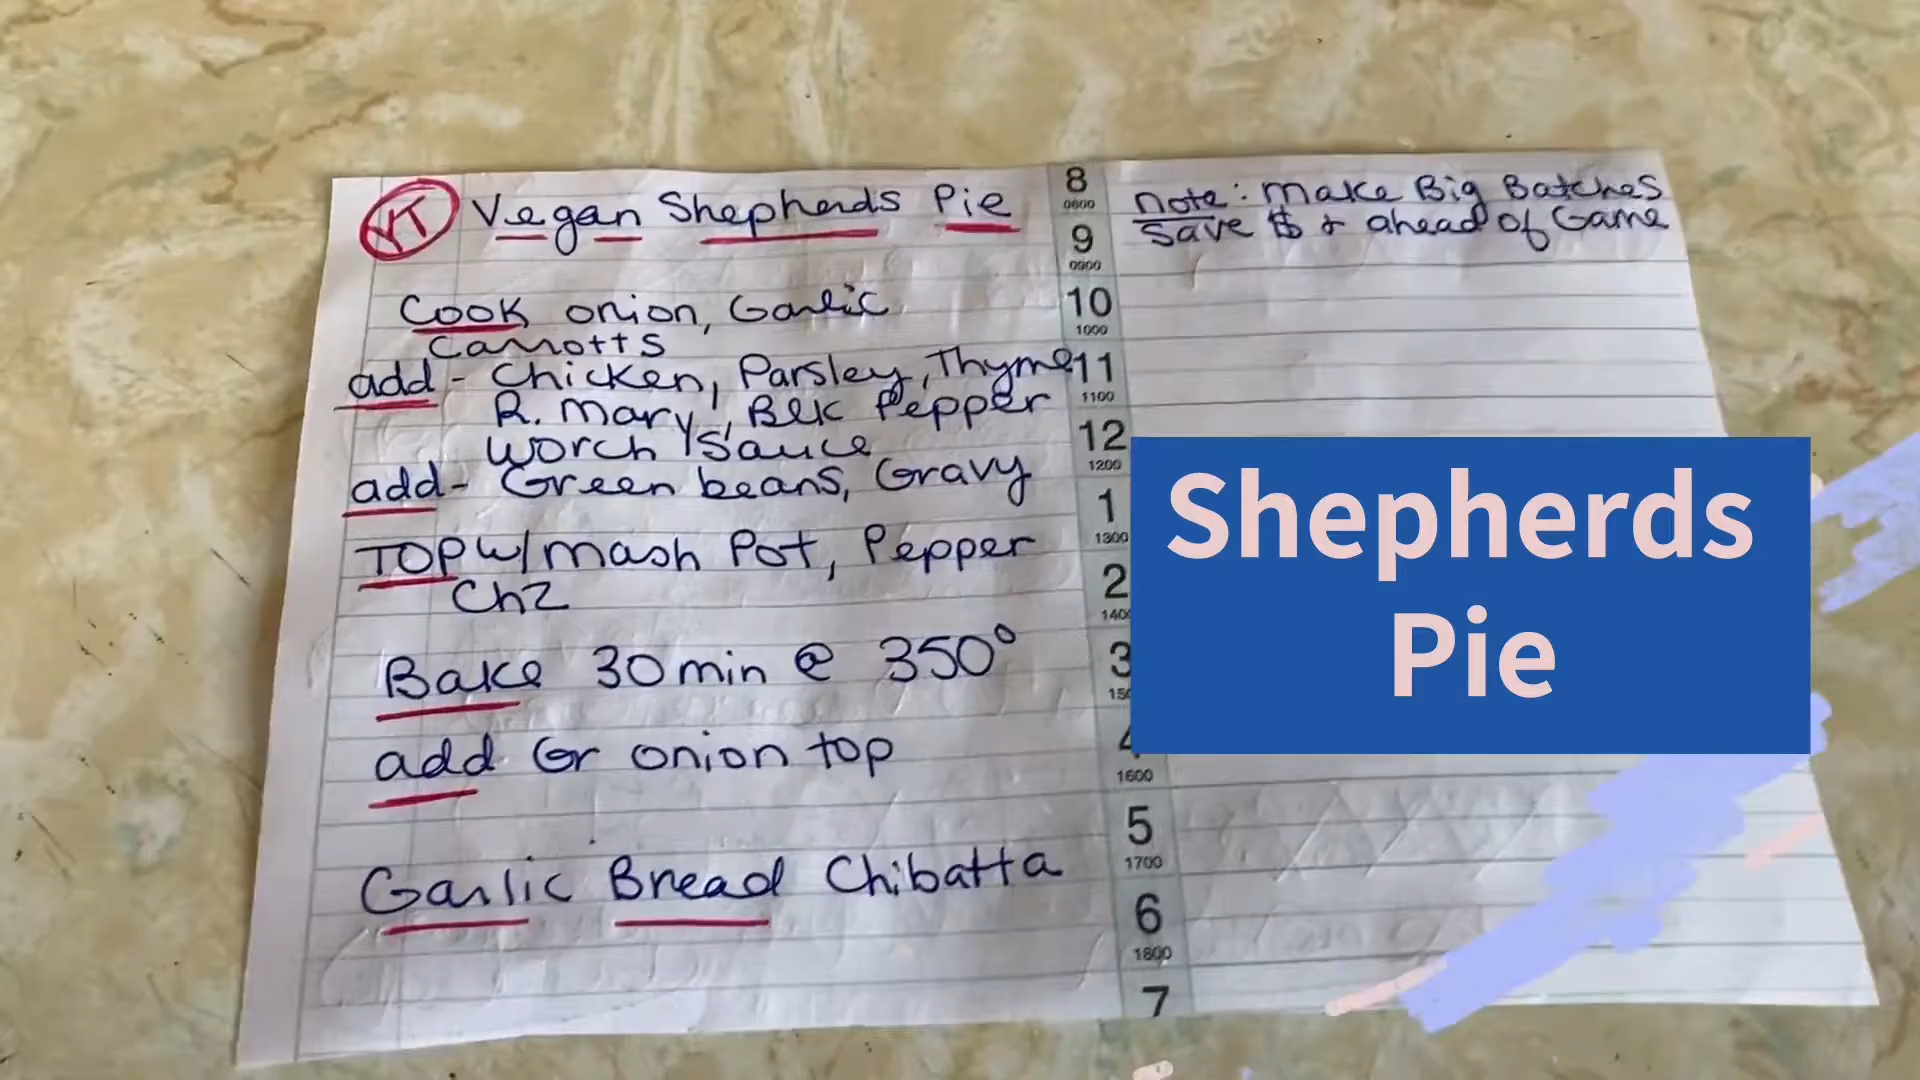 VT Vegan Shepherds Pie
Cook onion, Garlic
Carrotts
add - Chicken, Parsley, Thyme
R. Mary, Blk Pepper
Worch Sauce
add - Green beans, Gravy
TOP w/ mash Pot, Pepper
Chz
Bake 30 min @ 350°
add Gr onion top
Garlic Bread Chibatta
8
0800
9
0900
10
1000
11
1100
12
1200
1
1300
2
3
1600
5
1700
6
1800
7
note: Make Big Batches
Save $ & ahead of Game
Shepherds
Pie